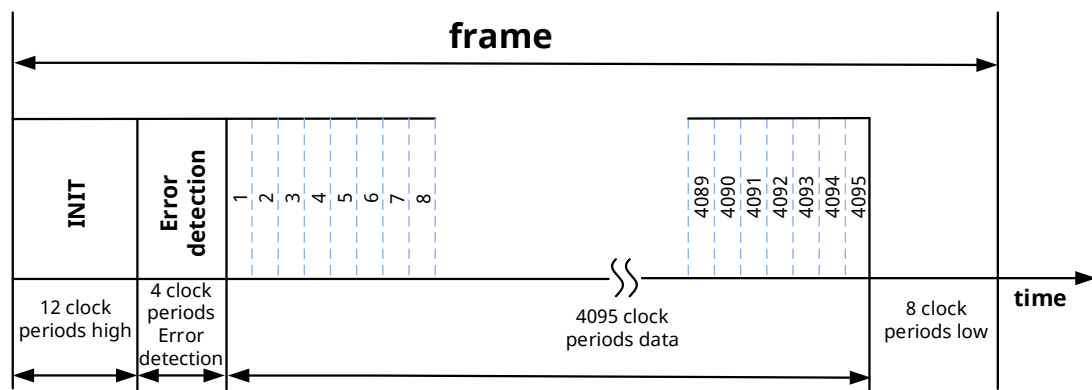 frame
INIT
Error
detection
1
2
3
4
5
6
7
8
4089
4090
4091
4092
4093
4094
4095
time
12 clock
periods high
4 clock
periods
Error
detection
4095 clock
periods data
8 clock
periods low